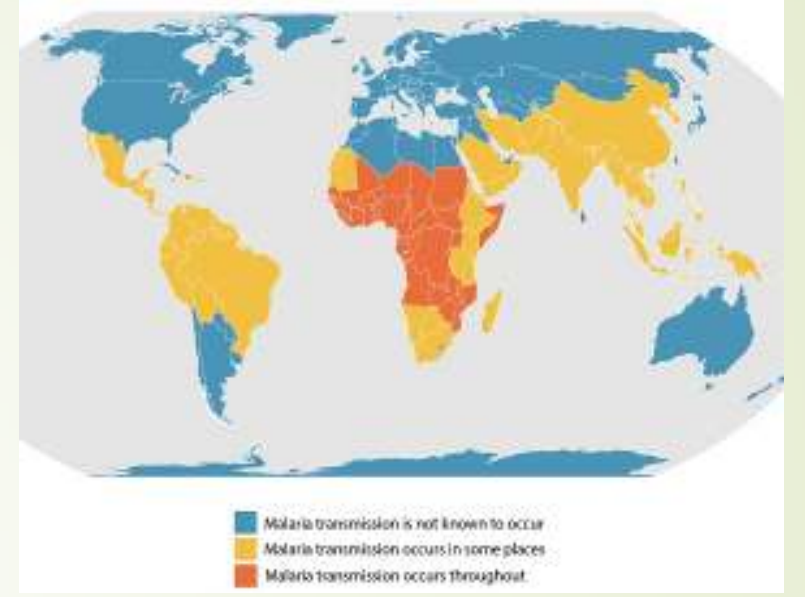 Malaria transmission is not known to occur
Malaria transmission occurs in some places
Malaria transmission occurs throughout